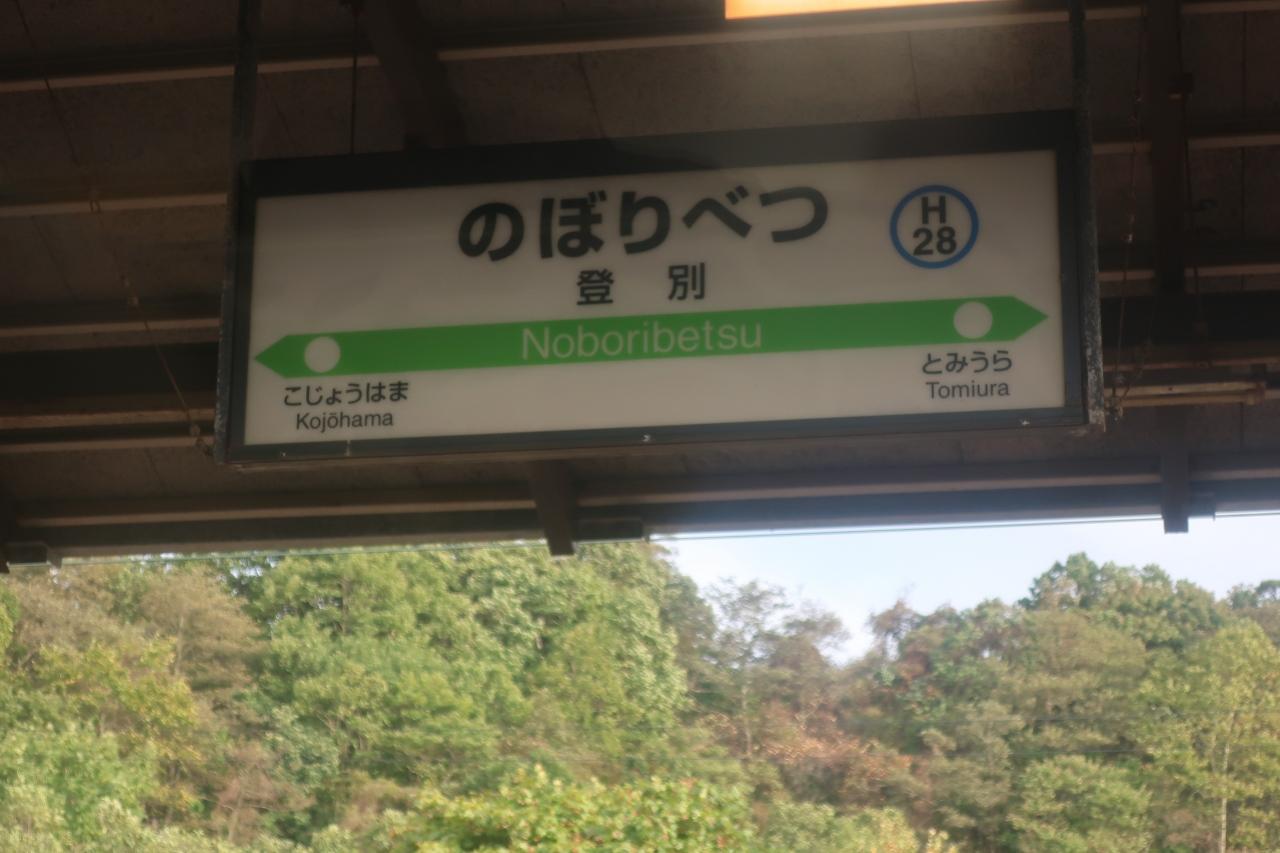 のぼりべつ
H
28
登 別
Noboribetsu
こじょうはま
Kojōhama
とみうら
Tomiura